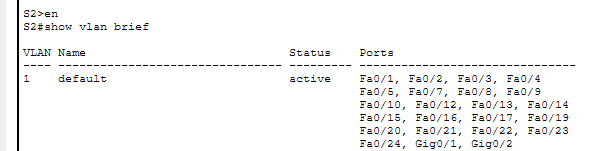 S2>en
S2#show vlan brief
VLAN Name                             Status    Ports
---- -------------------------------- --------- -------------------------------
1    default                          active    Fa0/1, Fa0/2, Fa0/3, Fa0/4
                                                Fa0/5, Fa0/7, Fa0/8, Fa0/9
                                                Fa0/10, Fa0/12, Fa0/13, Fa0/14
                                                Fa0/15, Fa0/16, Fa0/17, Fa0/19
                                                Fa0/20, Fa0/21, Fa0/22, Fa0/23
                                                Fa0/24, Gig0/1, Gig0/2